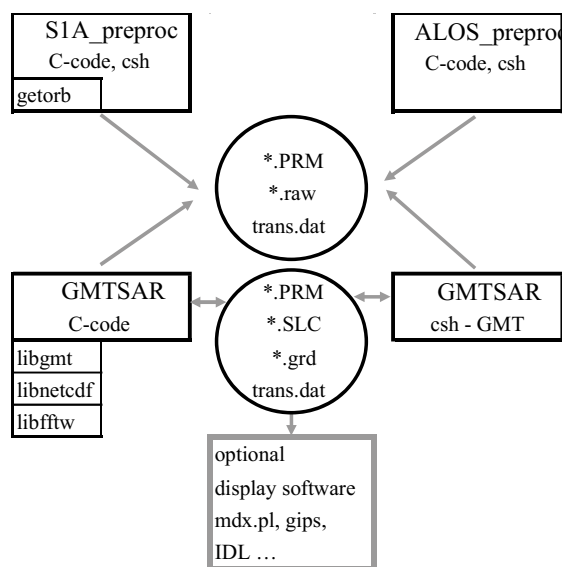 S1A_preproc
C-code, csh
getorb
ALOS_preproc
C-code, csh
*.PRM
*.raw
trans.dat
GMTSAR
C-code
libgmt
libnetcdf
libfftw
*.PRM
*.SLC
*.grd
trans.dat
GMTSAR
csh - GMT
optional
display software
mdx.pl, gips,
IDL ...